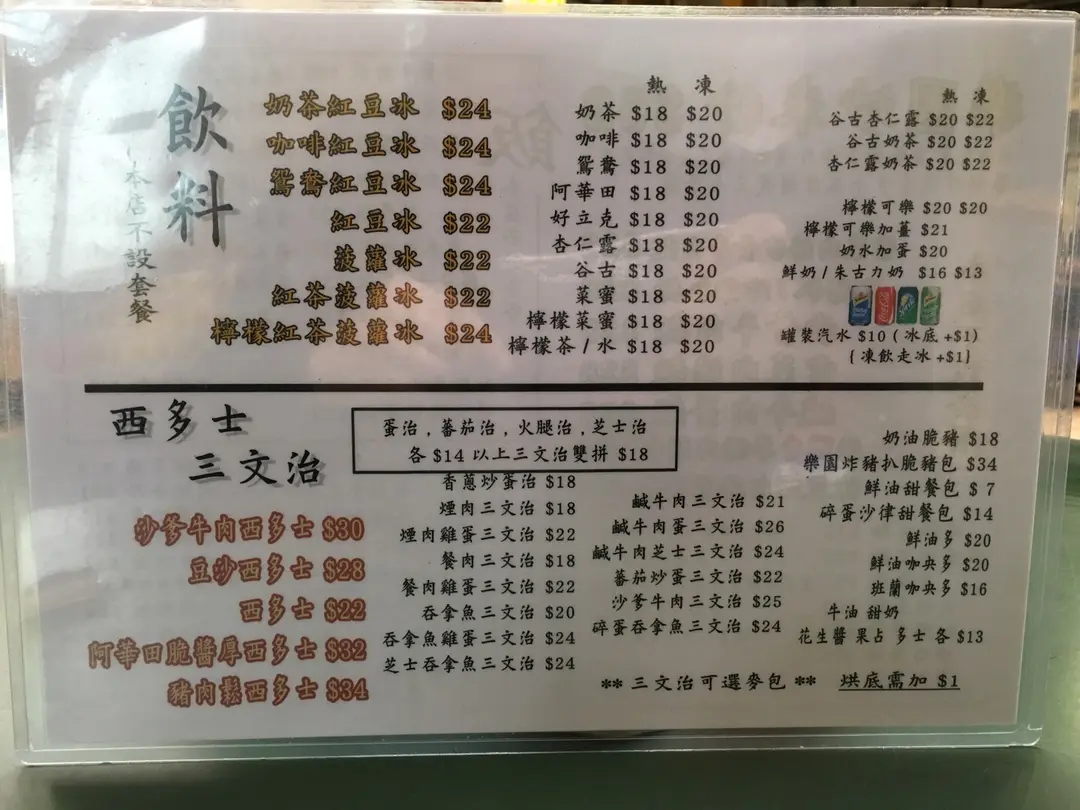 飲料
~本店不設套餐
奶茶紅豆冰 $24
咖啡紅豆冰 $24
鴛鴦紅豆冰 $24
紅豆冰 $22
菠蘿冰 $22
紅茶菠蘿冰 $22
檸檬紅茶菠蘿冰 $24
熱 凍
奶茶 $18 $20
咖啡 $18 $20
鴛鴦 $18 $20
阿華田 $18 $20
好立克 $18 $20
杏仁露 $18 $20
谷古 $18 $20
菜蜜 $18 $20
檸檬菜蜜 $18 $20
檸檬茶/水 $18 $20
熱 凍
谷古杏仁露 $20 $22
谷古奶茶 $20 $22
杏仁露奶茶 $20 $22
檸檬可樂 $20 $20
檸檬可樂加薑 $21
奶水加蛋 $20
鮮奶/朱古力奶 $16 $13
罐裝汽水 $10 (冰底 +$1)
{凍飲走冰 +$1}
西多士
三文治
沙爹牛肉西多士 $30
豆沙西多士 $28
西多士 $22
阿華田脆醬厚西多士 $32
豬肉鬆西多士 $34
蛋治,蕃茄治,火腿治,芝士治
各 $14 以上三文治雙拼 $18
香蔥炒蛋治 $18
煙肉三文治 $18
煙肉雞蛋三文治 $22
餐肉三文治 $18
餐肉雞蛋三文治 $22
吞拿魚三文治 $20
吞拿魚雞蛋三文治 $24
芝士吞拿魚三文治 $24
鹹牛肉三文治 $21
鹹牛肉蛋三文治 $26
鹹牛肉芝士三文治 $24
蕃茄炒蛋三文治 $22
沙爹牛肉三文治 $25
碎蛋吞拿魚三文治 $24
奶油脆豬 $18
樂園炸豬扒脆豬包 $34
鮮油甜餐包 $ 7
碎蛋沙律甜餐包 $14
鮮油多 $20
鮮油咖央多 $20
班蘭咖央多 $16
牛油 甜奶
花生醬 果占 多士 各 $13
** 三文治可選麥包 ** 烘底需加 $1